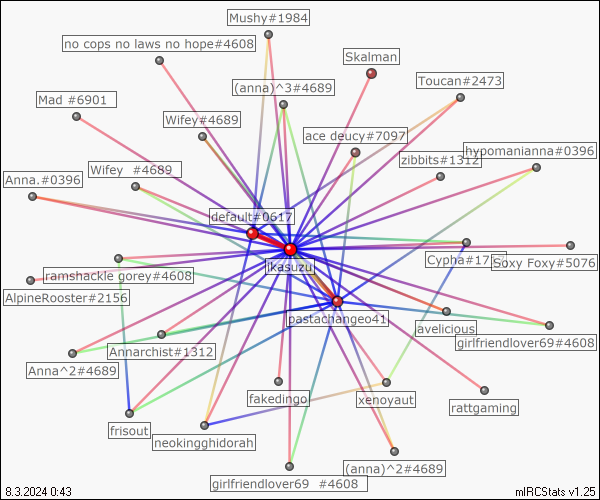 Mushy#1984
no cops no laws no hope#4608
Skalman
(anna)^3#4689
Toucan#2473
Mad #6901
Wifey#4689
ace deucy#7097
hypomanianna#0396
zibbits#1312
Wifey  #4689
Anna.#0396
default#0617
Cypha#17
Soxy Foxy#5076
ikasuzu
amshackle gorey#4608
AlpineRooster#2156
pastachangeo41
avelicious
girlfriendlover69#4608
Annarchist#1312
Anna^2#4689
fakedingo
xenoyaut
rattgaming
frisout
neokingghidorah
(anna)^2#4689
girlfriendlover69  #4608
8.3.2024 0:43
mIRCStats v1.25